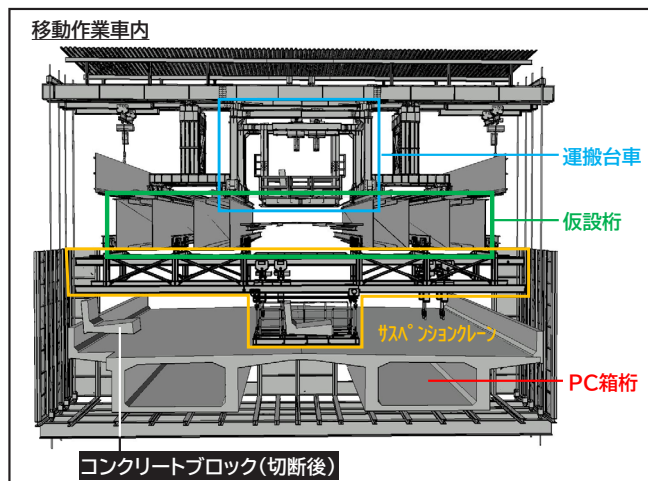 移動作業車内
運搬台車
仮設桁
サスペンションクレーン
PC箱桁
コンクリートブロック(切断後)